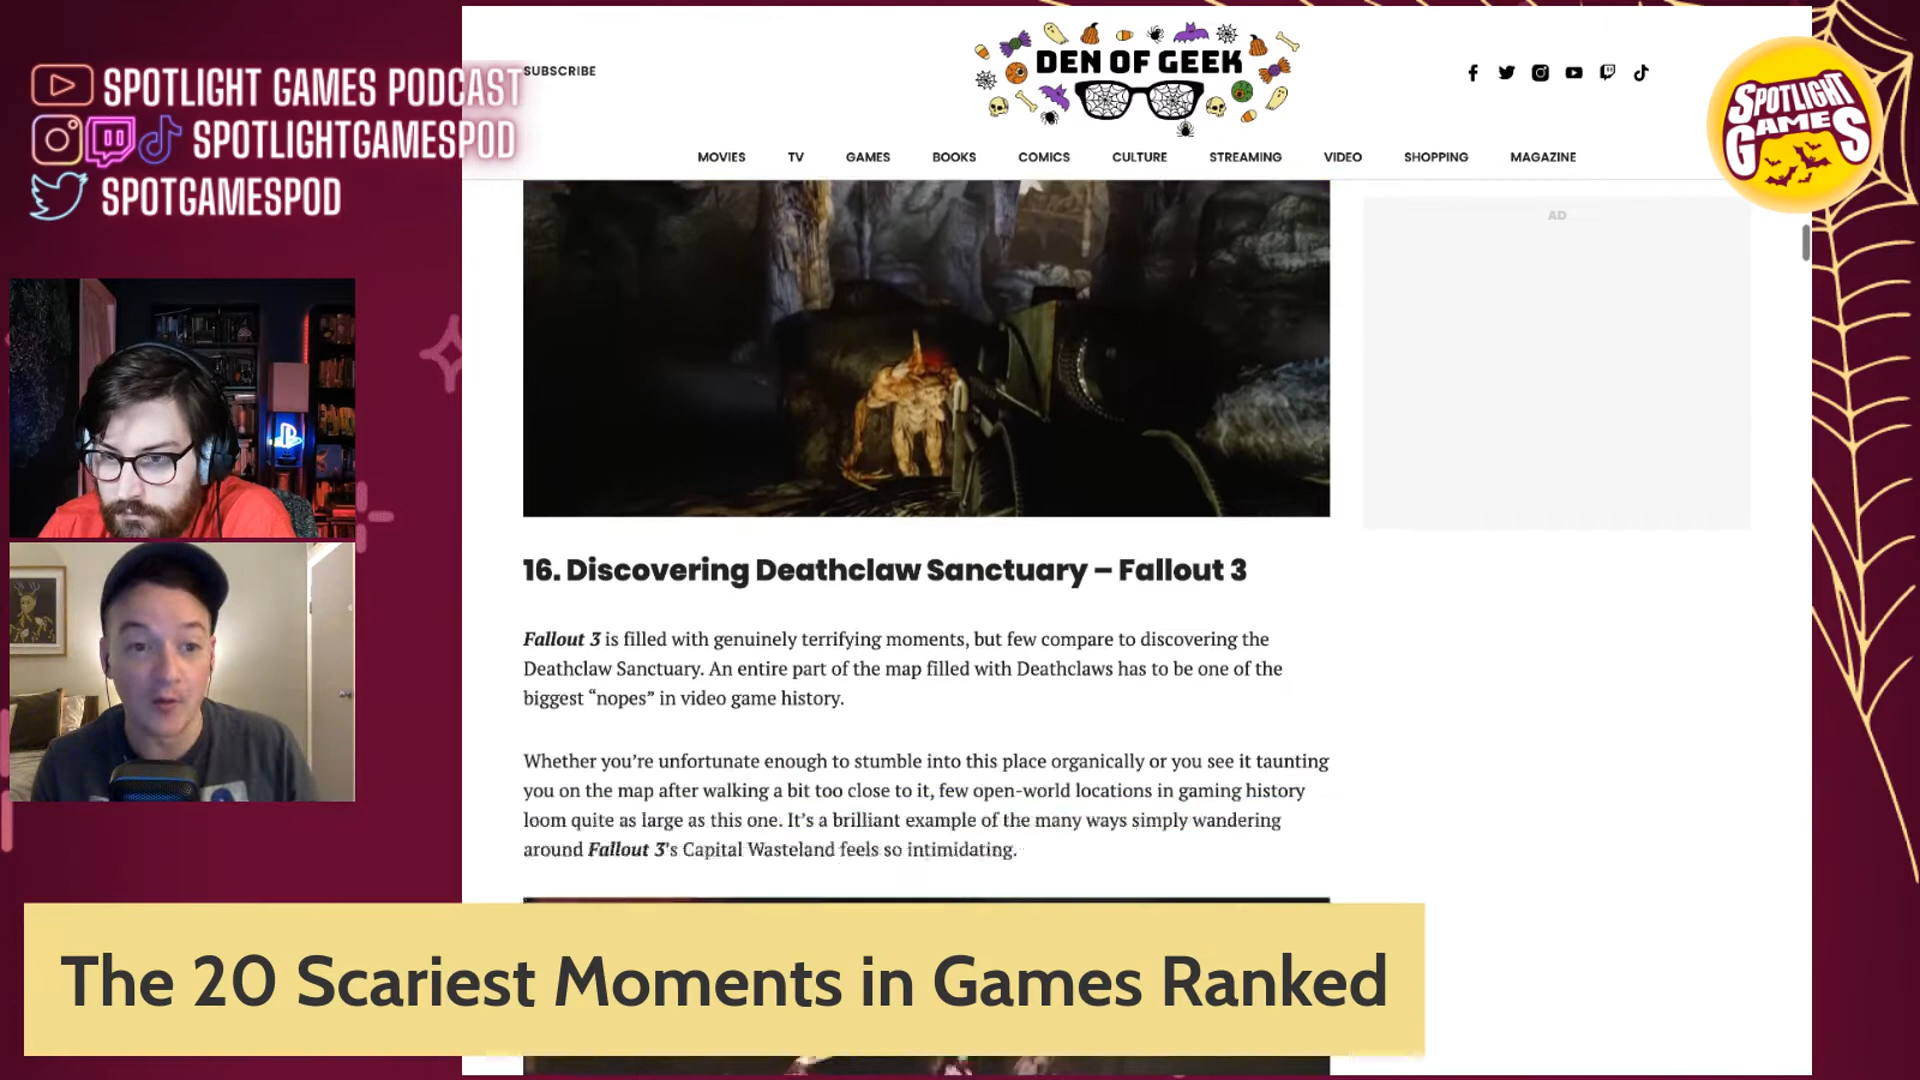 SPOTLIGHT GAMES PODCAST
SPOTLIGHTGAMESPOD
SPOTGAMESPOD
SUBSCRIBE
DEN OF GEEK
MOVIES TV GAMES BOOKS COMICS CULTURE STREAMING VIDEO SHOPPING MAGAZINE
SPOTLIGHT
GAMES
AD
16. Discovering Deathclaw Sanctuary – Fallout 3
Fallout 3 is filled with genuinely terrifying moments, but few compare to discovering the
Deathclaw Sanctuary. An entire part of the map filled with Deathclaws has to be one of the
biggest “nopes” in video game history.
Whether you’re unfortunate enough to stumble into this place organically or you see it taunting
you on the map after walking a bit too close to it, few open-world locations in gaming history
loom quite as large as this one. It’s a brilliant example of the many ways simply wandering
around Fallout 3’s Capital Wasteland feels so intimidating.
The 20 Scariest Moments in Games Ranked